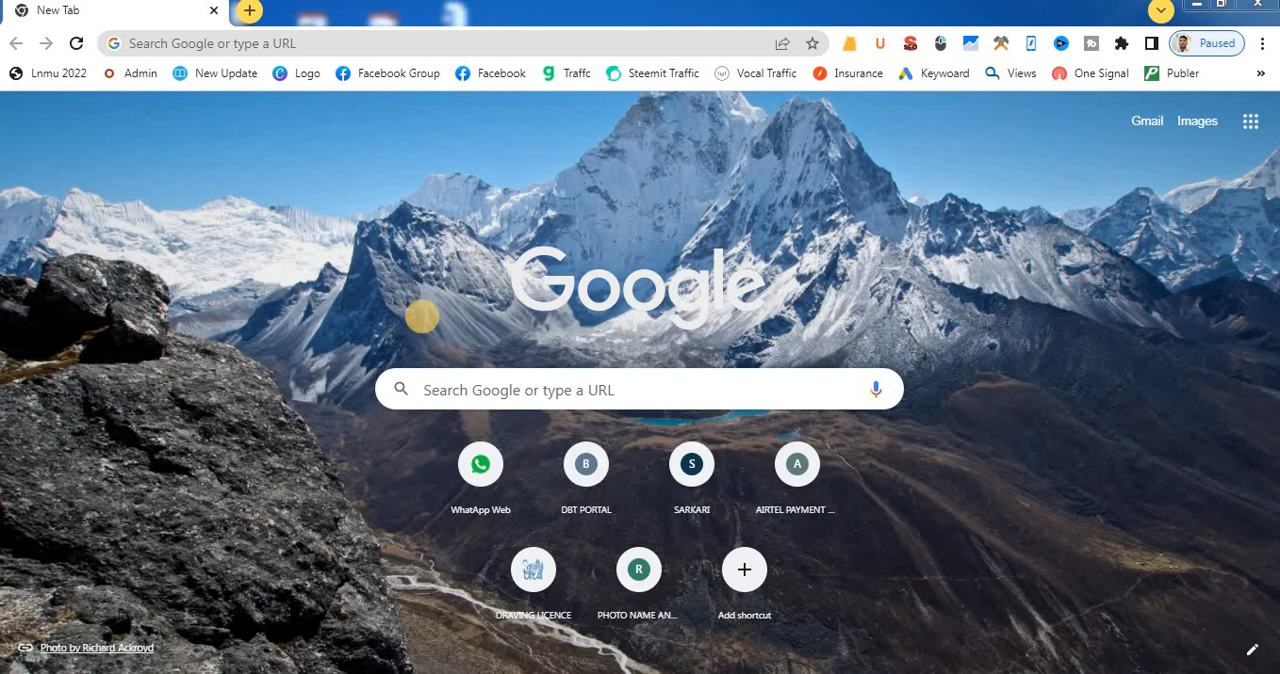 New Tab
Search Google or type a URL
Paused
Lnmu 2022 Admin New Update Logo Facebook Group Facebook Traffc Steemit Traffic Vocal Traffic Insurance Keywoard Views One Signal Publer »
Gmail Images
Google
Search Google or type a URL
B S A
WhatApp Web DBT PORTAL SARKARI AIRTEL PAYMENT ...
R
DRAVING LICENCE PHOTO NAME AN... Add shortcut
Photo by Richard Ackroyd